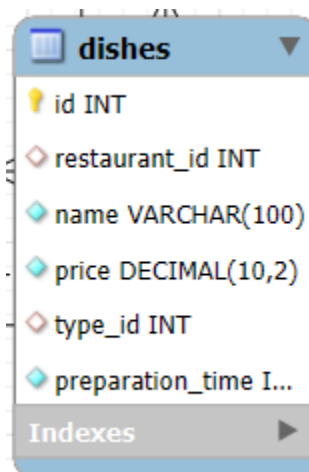 dishes
id INT
restaurant_id INT
name VARCHAR(100)
price DECIMAL(10,2)
type_id INT
preparation_time I...
Indexes